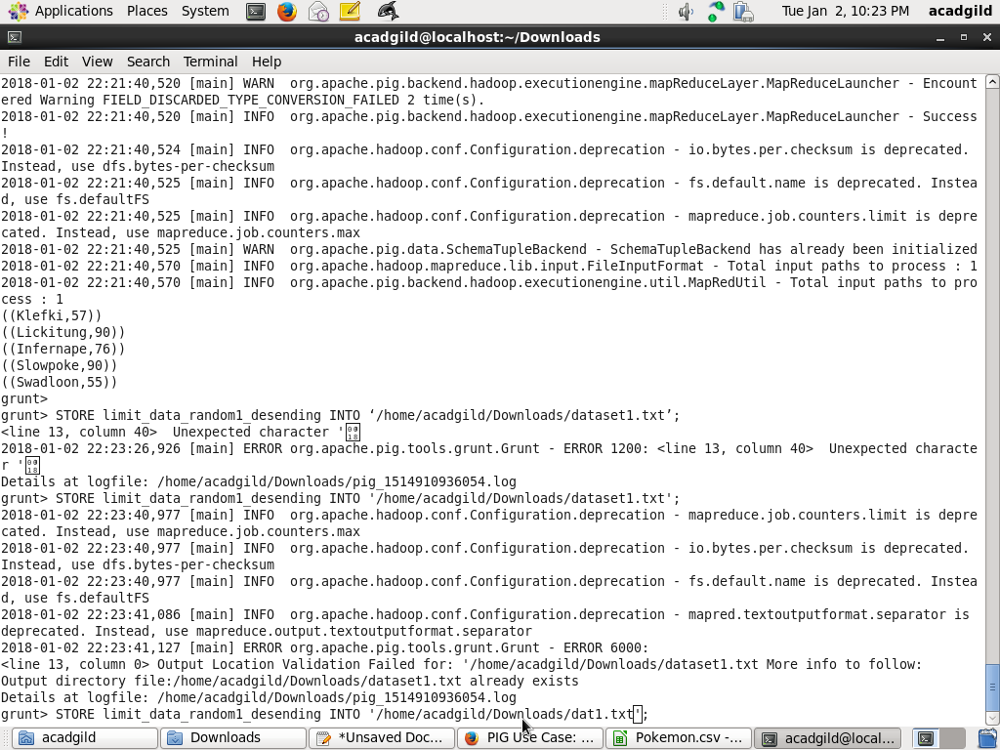 Applications Places System Tue Jan 2, 10:23 PM acadgild
acadgild@localhost:~/Downloads
File Edit View Search Terminal Help
2018-01-02 22:21:40,520 [main] WARN  org.apache.pig.backend.hadoop.executionengine.mapReduceLayer.MapReduceLauncher - Encount
ered Warning FIELD_DISCARDED_TYPE_CONVERSION_FAILED 2 time(s).
2018-01-02 22:21:40,520 [main] INFO  org.apache.pig.backend.hadoop.executionengine.mapReduceLayer.MapReduceLauncher - Success
!
2018-01-02 22:21:40,524 [main] INFO  org.apache.hadoop.conf.Configuration.deprecation - io.bytes.per.checksum is deprecated.
Instead, use dfs.bytes-per-checksum
2018-01-02 22:21:40,525 [main] INFO  org.apache.hadoop.conf.Configuration.deprecation - fs.default.name is deprecated. Instea
d, use fs.defaultFS
2018-01-02 22:21:40,525 [main] INFO  org.apache.hadoop.conf.Configuration.deprecation - mapreduce.job.counters.limit is depre
cated. Instead, use mapreduce.job.counters.max
2018-01-02 22:21:40,525 [main] WARN  org.apache.pig.data.SchemaTupleBackend - SchemaTupleBackend has already been initialized
2018-01-02 22:21:40,570 [main] INFO  org.apache.hadoop.mapreduce.lib.input.FileInputFormat - Total input paths to process : 1
2018-01-02 22:21:40,570 [main] INFO  org.apache.pig.backend.hadoop.executionengine.util.MapRedUtil - Total input paths to pro
cess : 1
((Klefki,57))
((Lickitung,90))
((Infernape,76))
((Slowpoke,90))
((Swadloon,55))
grunt>
grunt> STORE limit_data_random1_desending INTO ‘/home/acadgild/Downloads/dataset1.txt’;
<line 13, column 40>  Unexpected character '0018
2018-01-02 22:23:26,926 [main] ERROR org.apache.pig.tools.grunt.Grunt - ERROR 1200: <line 13, column 40>  Unexpected characte
r '0018
Details at logfile: /home/acadgild/Downloads/pig_1514910936054.log
grunt> STORE limit_data_random1_desending INTO '/home/acadgild/Downloads/dataset1.txt';
2018-01-02 22:23:40,977 [main] INFO  org.apache.hadoop.conf.Configuration.deprecation - mapreduce.job.counters.limit is depre
cated. Instead, use mapreduce.job.counters.max
2018-01-02 22:23:40,977 [main] INFO  org.apache.hadoop.conf.Configuration.deprecation - io.bytes.per.checksum is deprecated.
Instead, use dfs.bytes-per-checksum
2018-01-02 22:23:40,977 [main] INFO  org.apache.hadoop.conf.Configuration.deprecation - fs.default.name is deprecated. Instea
d, use fs.defaultFS
2018-01-02 22:23:41,086 [main] INFO  org.apache.hadoop.conf.Configuration.deprecation - mapred.textoutputformat.separator is
deprecated. Instead, use mapreduce.output.textoutputformat.separator
2018-01-02 22:23:41,127 [main] ERROR org.apache.pig.tools.grunt.Grunt - ERROR 6000:
<line 13, column 0> Output Location Validation Failed for: '/home/acadgild/Downloads/dataset1.txt More info to follow:
Output directory file:/home/acadgild/Downloads/dataset1.txt already exists
Details at logfile: /home/acadgild/Downloads/pig_1514910936054.log
grunt> STORE limit_data_random1_desending INTO '/home/acadgild/Downloads/dat1.txt';
acadgild Downloads *Unsaved Doc... PIG Use Case: ... Pokemon.csv -... acadgild@local...